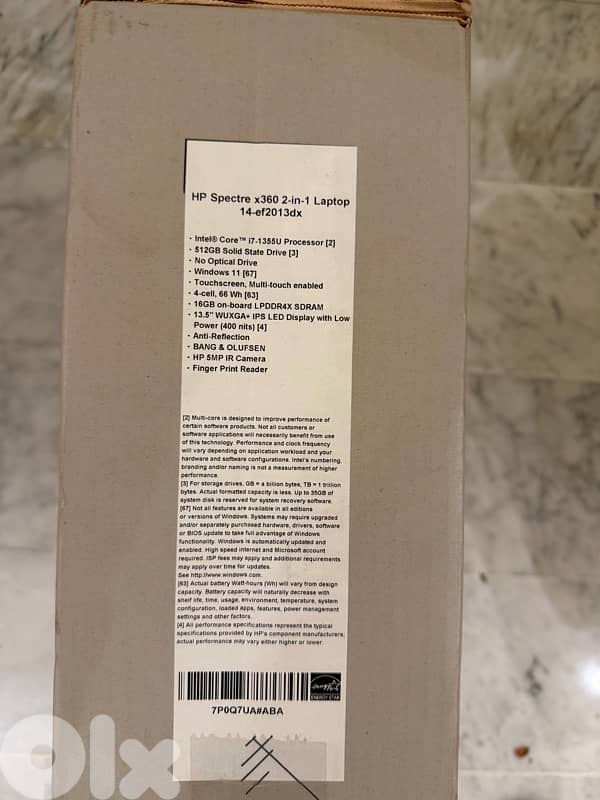 HP Spectre x360 2-in-1 Laptop
14-ef2013dx
· Intel® Core™ i7-1355U Processor [2]
· 512GB Solid State Drive [3]
· No Optical Drive
· Windows 11 [67]
· Touchscreen, Multi-touch enabled
· 4-cell, 66 Wh [63]
· 16GB on-board LPDDR4X SDRAM
· 13.5" WUXGA+ IPS LED Display with Low
Power (400 nits) [4]
· Anti-Reflection
· BANG & OLUFSEN
· HP 5MP IR Camera
· Finger Print Reader
[2] Multi-core is designed to improve performance of
certain software products. Not all customers or
software applications will necessarily benefit from use
of this technology. Performance and clock frequency
will vary depending on application workload and your
hardware and software configurations. Intel's numbering,
branding and/or naming is not a measurement of higher
performance.
[3] For storage drives, GB = a billion bytes, TB = 1 trillion
bytes. Actual formatted capacity is less. Up to 35GB of
system disk is reserved for system recovery software.
[67] Not all features are available in all editions
or versions of Windows. Systems may require upgraded
and/or separately purchased hardware, drivers, software
or BIOS update to take full advantage of Windows
functionality. Windows is automatically updated and
enabled. High speed internet and Microsoft account
required. ISP fees may apply and additional requirements
may apply over time for updates.
See http://www.windows.com.
[63] Actual battery Watt-hours (Wh) will vary from design
capacity. Battery capacity will naturally decrease with
shelf life, time, usage, environment, temperature, system
configuration, loaded apps, features, power management
settings and other factors.
[4] All performance specifications represent the typical
specifications provided by HP's component manufacturers;
actual performance may vary either higher or lower.
ENERGY STAR
7P0Q7UA#ABA
olx